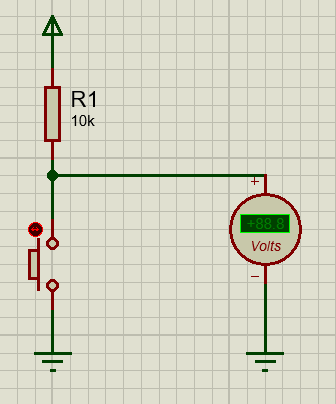 R1
10k
+
+88.8
Volts
−